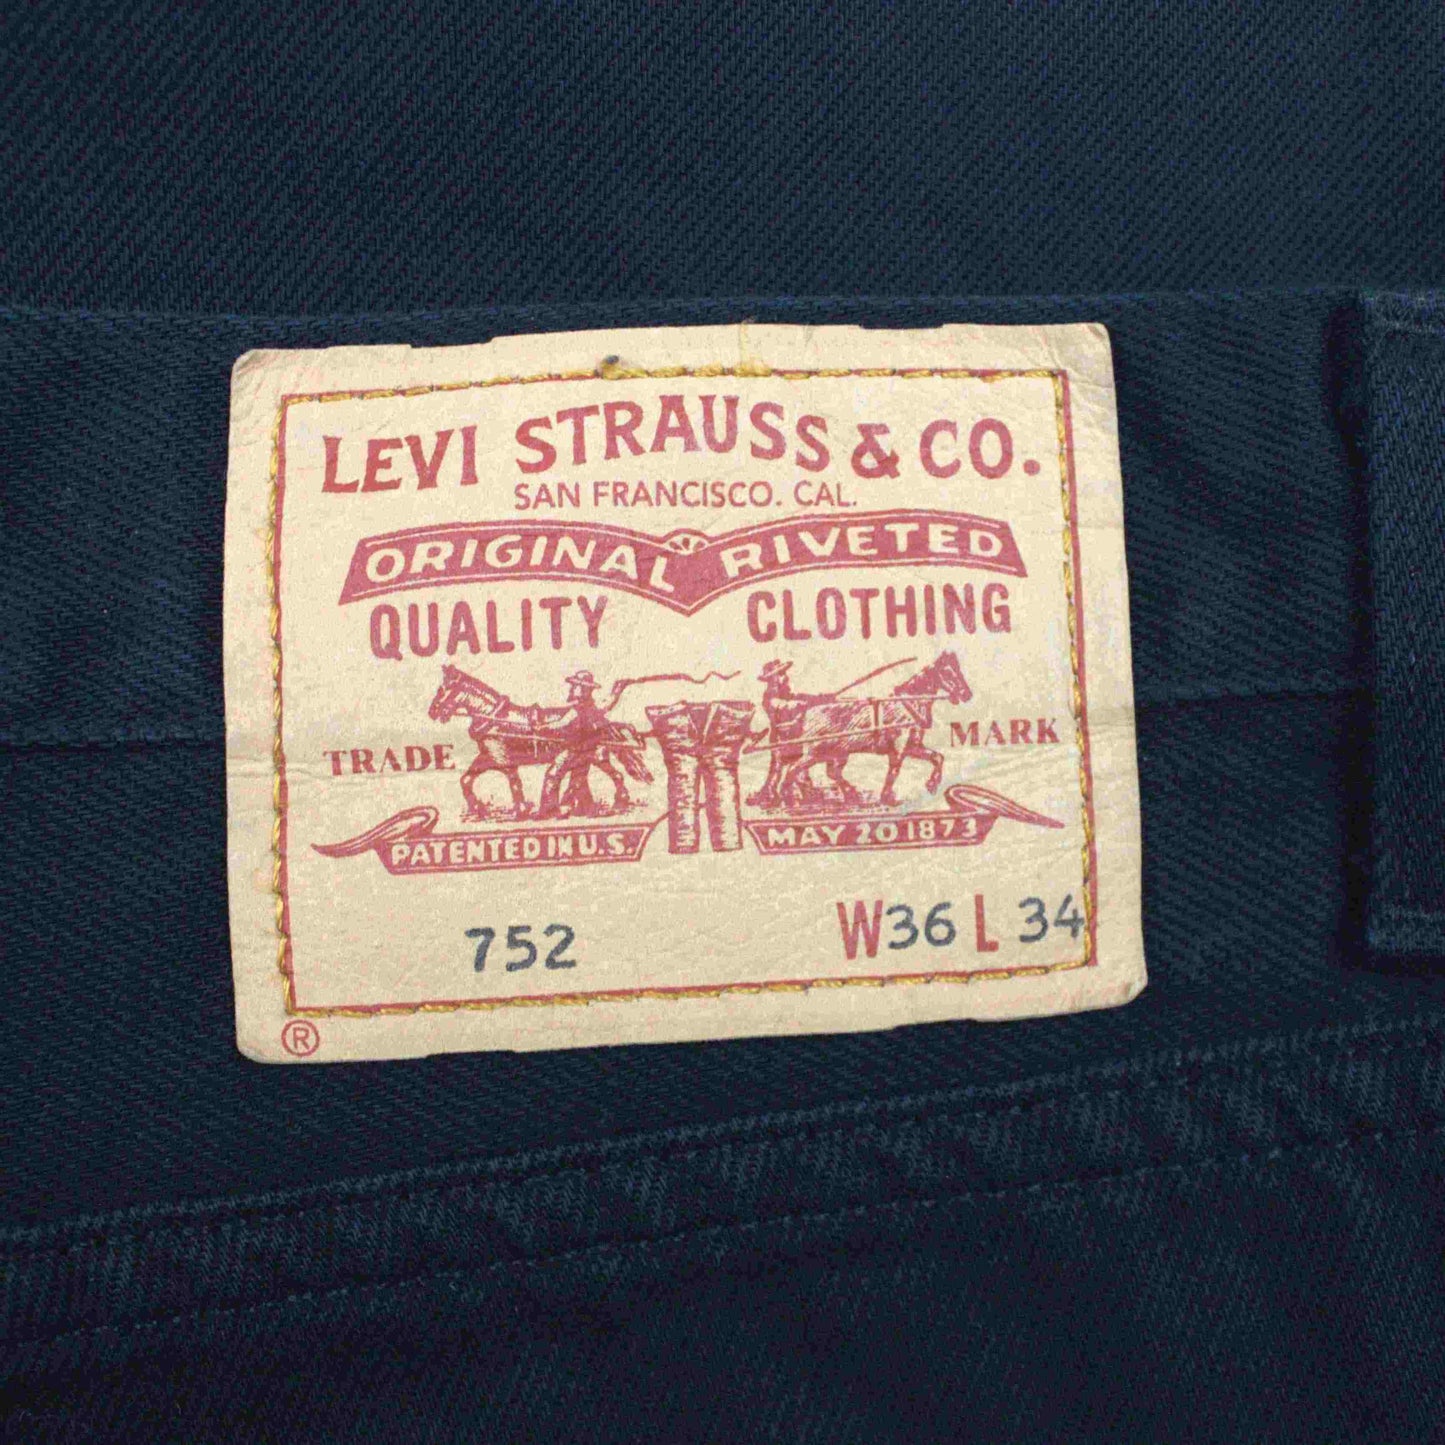 LEVI STRAUSS & CO.
SAN FRANCISCO. CAL.
ORIGINAL RIVETED
QUALITY CLOTHING
TRADE MARK
PATENTED IN U.S. MAY 20 1873
752 W36 L 34
®